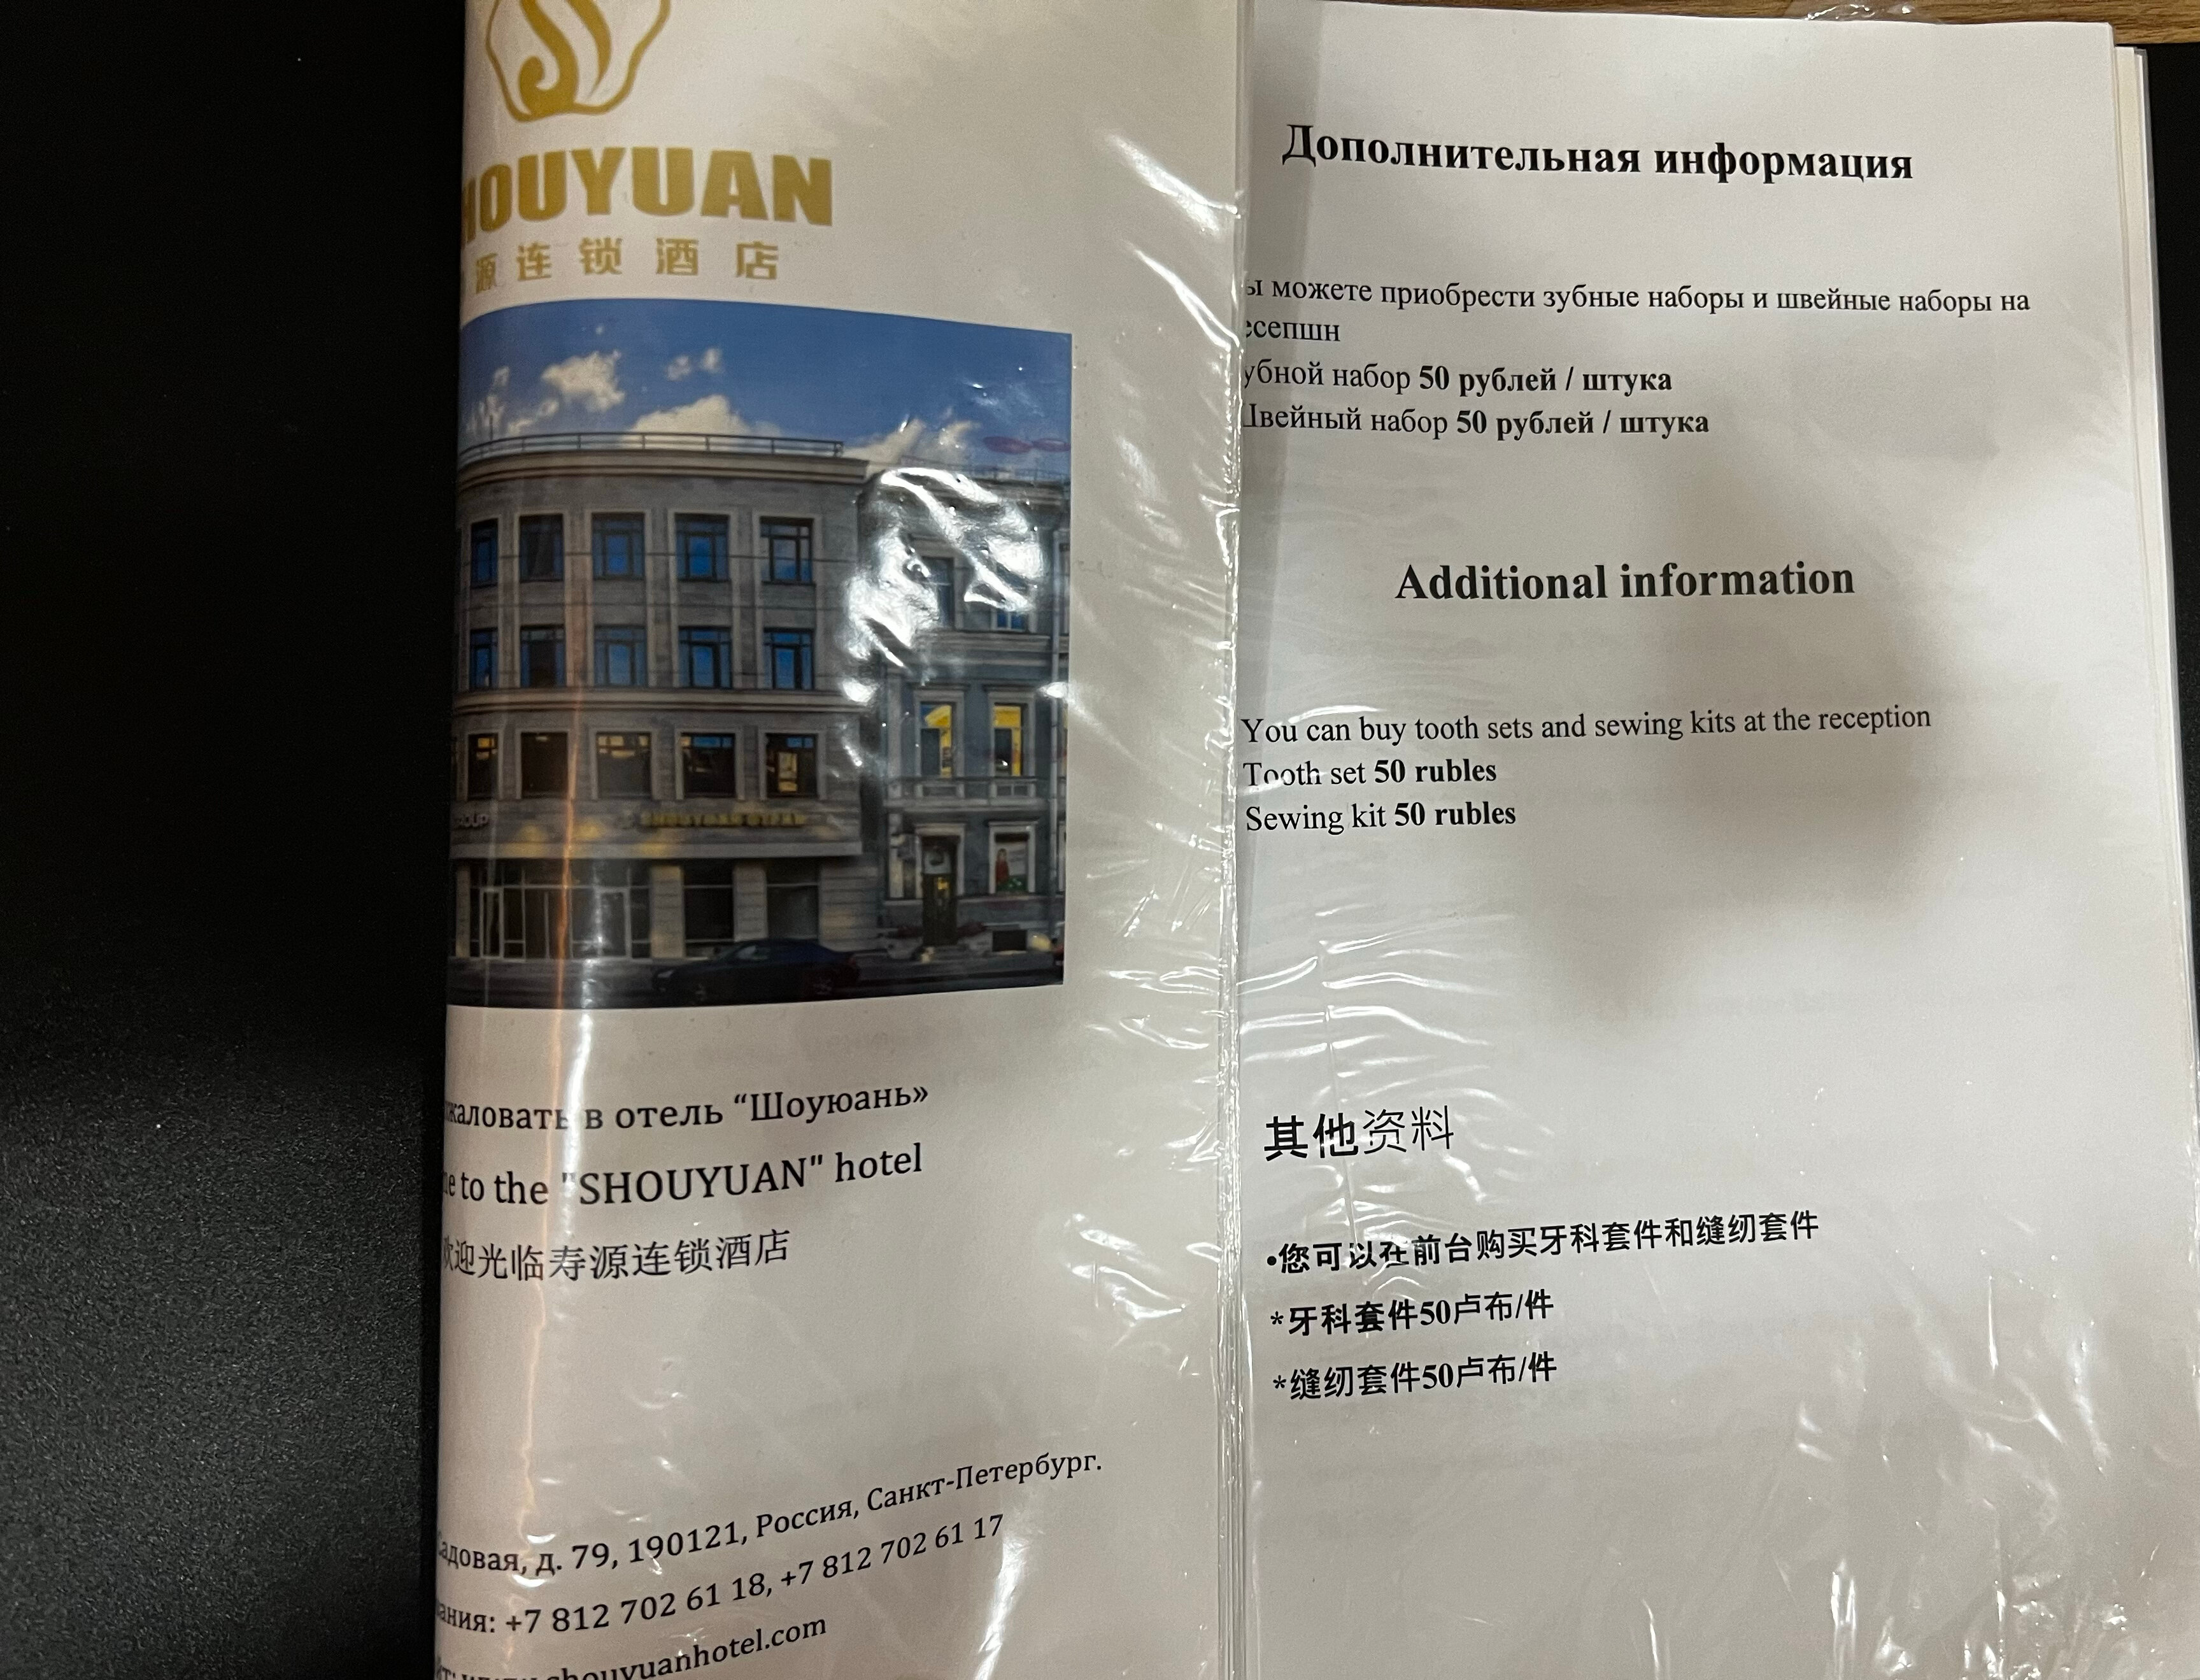 HOUYUAN
源连锁酒店
SHOUYUAN OTEL
жаловать в отель “Шоуюань»
e to the "SHOUYUAN" hotel
欢迎光临寿源连锁酒店
Садовая, д. 79, 190121, Россия, Санкт-Петербург.
ания: +7 812 702 61 18, +7 812 702 61 17
shouyuanhotel.com
Дополнительная информация
ы можете приобрести зубные наборы и швейные наборы на
есепшн
убной набор 50 рублей / штука
Швейный набор 50 рублей / штука
Additional information
You can buy tooth sets and sewing kits at the reception
Tooth set 50 rubles
Sewing kit 50 rubles
其他资料
•您可以在前台购买牙科套件和缝纫套件
*牙科套件50卢布/件
*缝纫套件50卢布/件